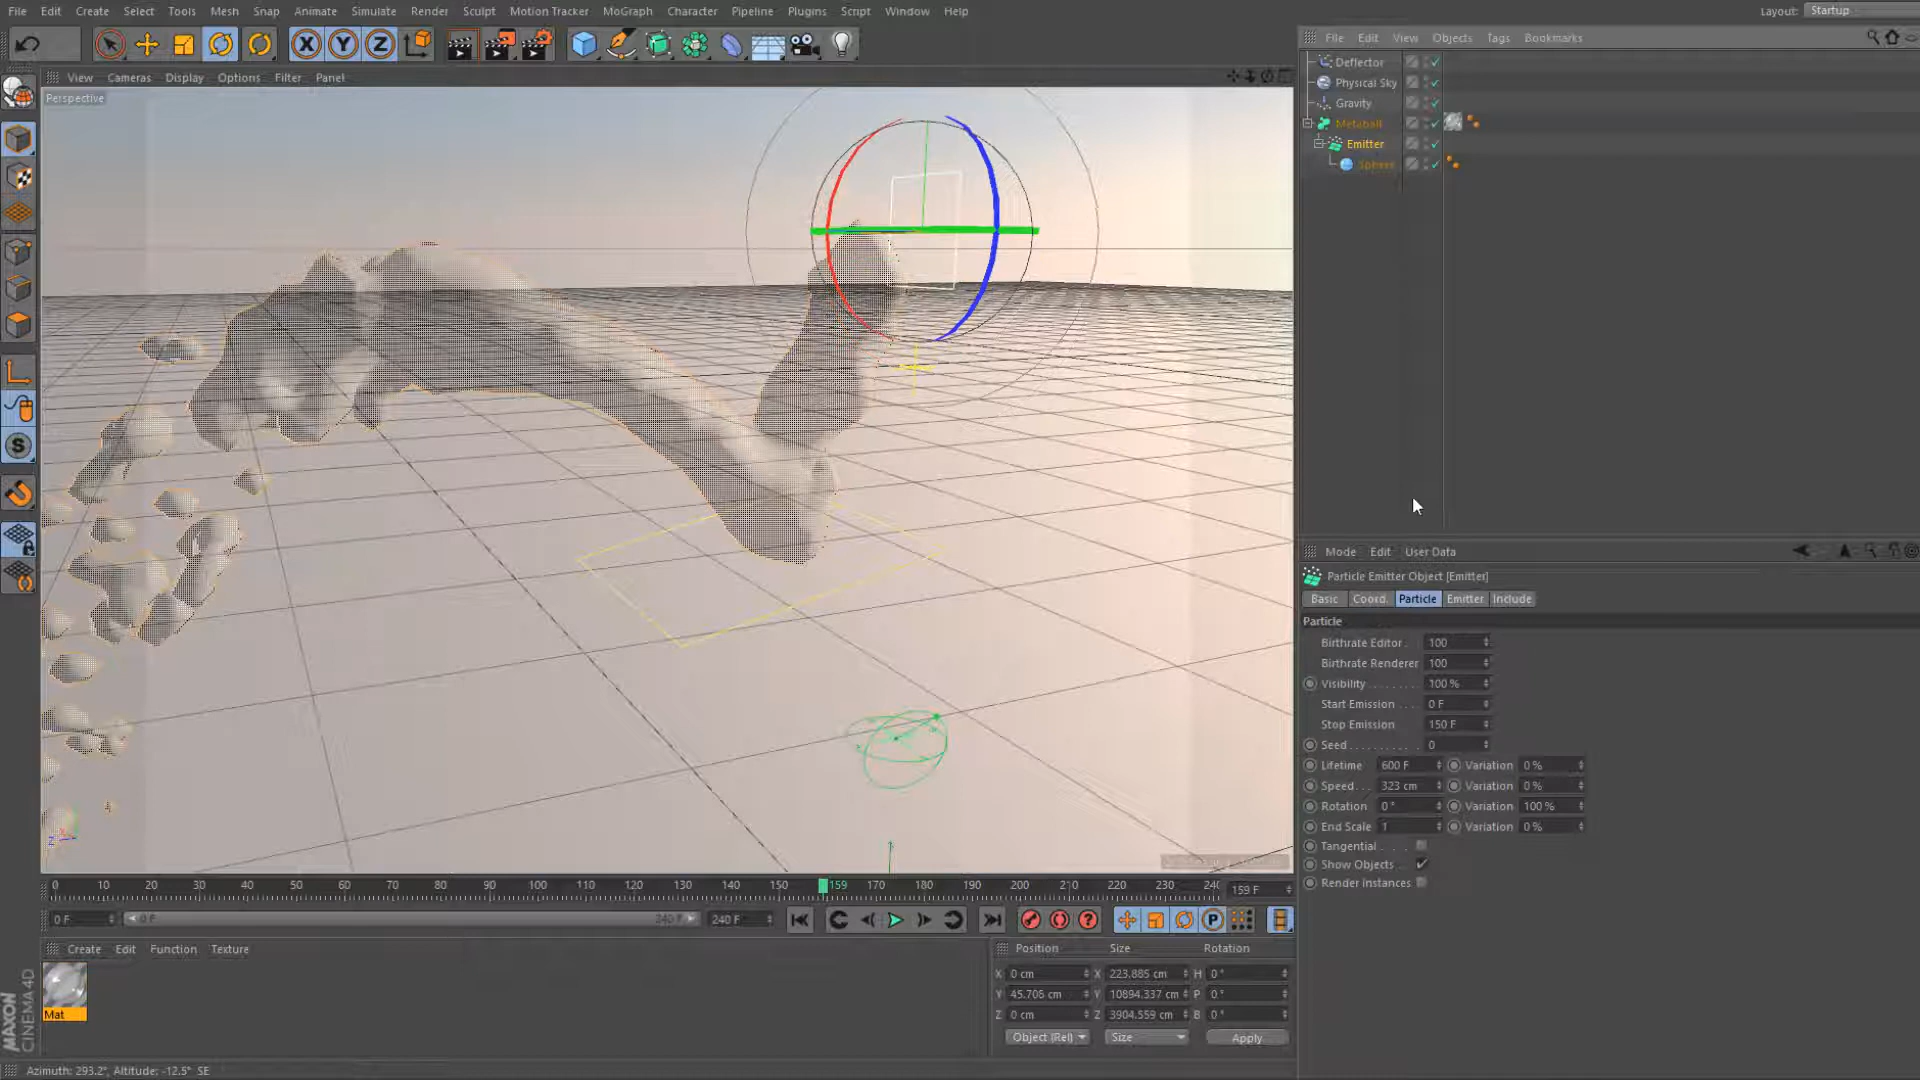 File Edit Create Select Tools Mesh Snap Animate Simulate Render Sculpt Motion Tracker MoGraph Character Pipeline Plugins Script Window Help
Layout: Startup
File Edit View Objects Tags Bookmarks
View Cameras Display Options Filter Panel
Perspective
Deflector
Physical Sky
Gravity
Metaball
Emitter
Sphere
Mode Edit User Data
Particle Emitter Object [Emitter]
Basic Coord. Particle Emitter Include
Particle
Birthrate Editor 100
Birthrate Renderer 100
Visibility 100 %
Start Emission 0 F
Stop Emission 150 F
Seed 0
Lifetime 600 F Variation 0 %
Speed 323 cm Variation 0 %
Rotation 0 ° Variation 100 %
End Scale 1 Variation 0 %
Tangential
Show Objects
Render Instances
0 10 20 30 40 50 60 70 80 90 100 110 120 130 140 150 159 170 180 190 200 210 220 230 240 159 F
0 F 0 F 240 F 240 F
Create Edit Function Texture
Mat
MAXON
CINEMA 4D
Position Size Rotation
X 0 cm X 223.885 cm H 0 °
Y 45.706 cm Y 10894.337 cm P 0 °
Z 0 cm Z 3904.559 cm B 0 °
Object (Rel) Size Apply
Azimuth: 293.2°, Altitude: -12.5° SE